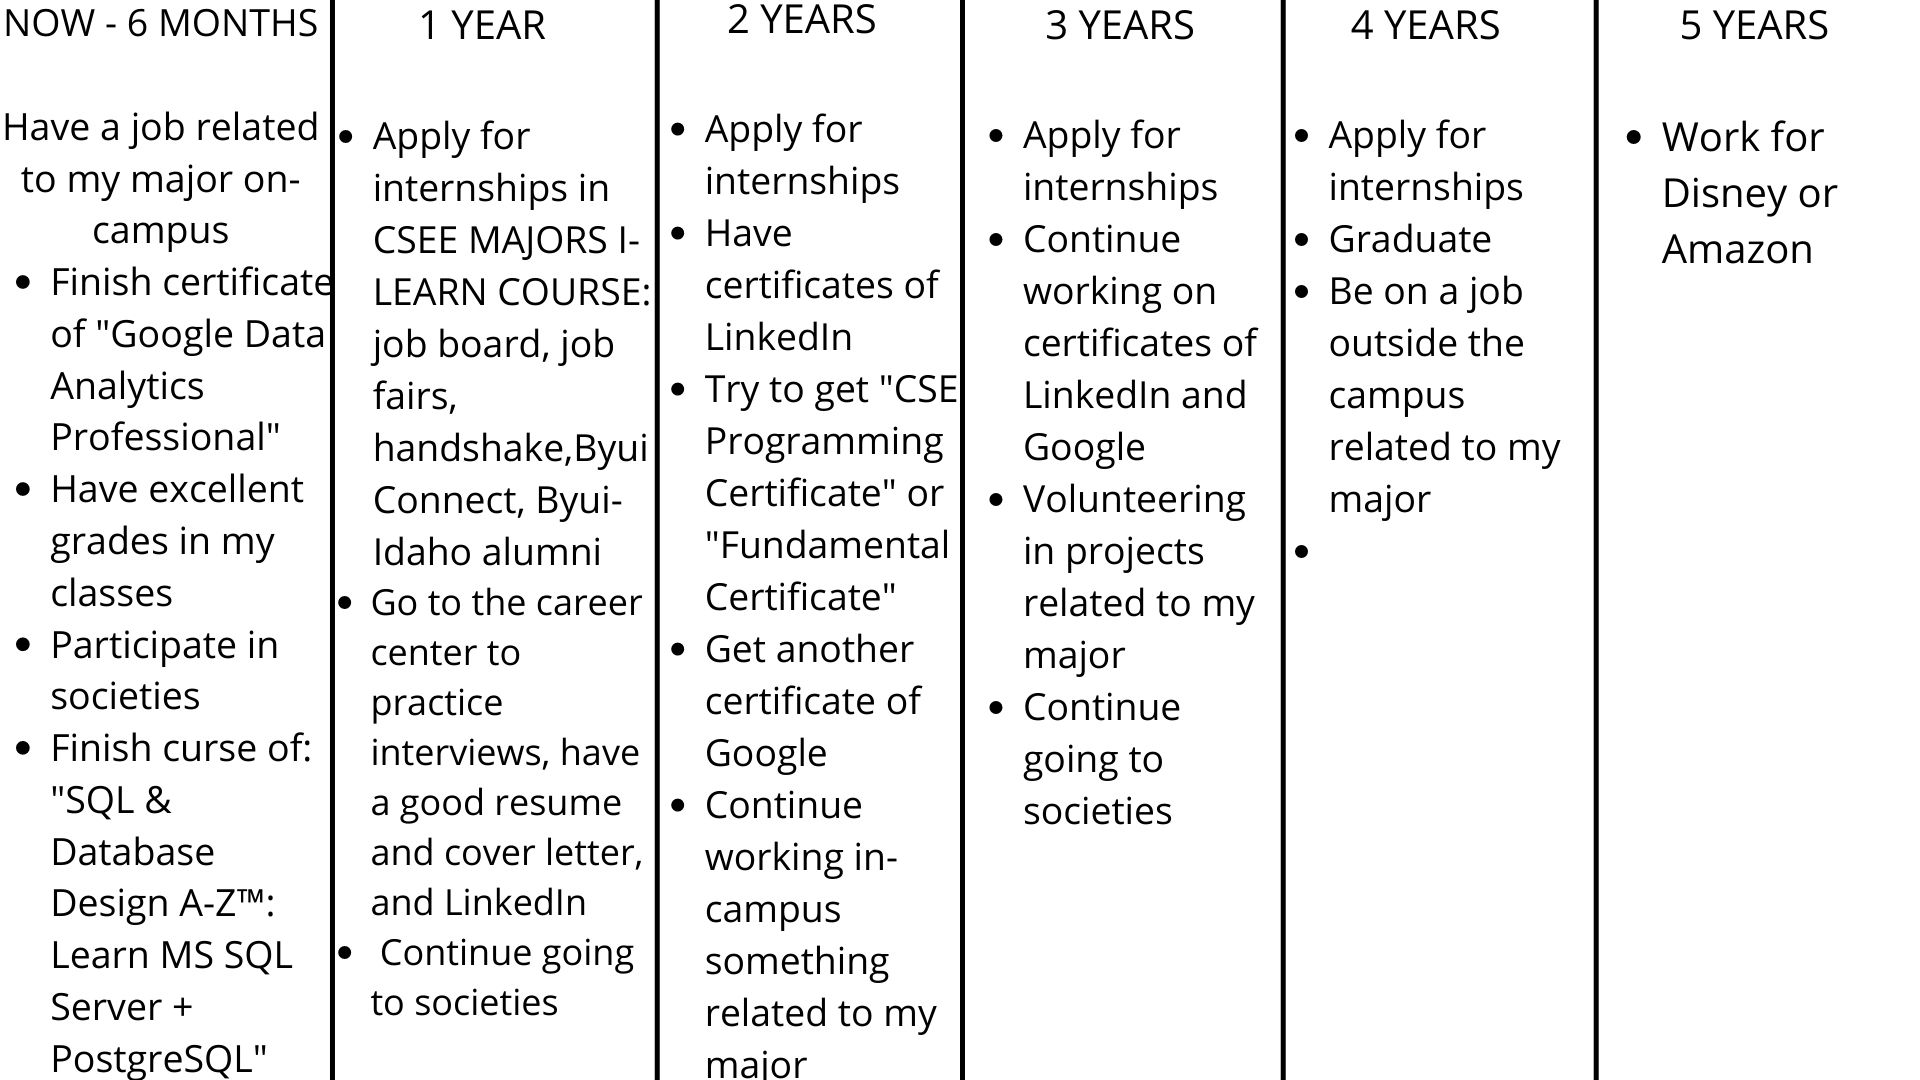 NOW - 6 MONTHS
Have a job related
to my major on-
campus
• Finish certificate
of "Google Data
Analytics
Professional"
• Have excellent
grades in my
classes
• Participate in
societies
• Finish curse of:
"SQL &
Database
Design A-Z™:
Learn MS SQL
Server +
PostgreSQL"
1 YEAR
• Apply for
internships in
CSEE MAJORS I-
LEARN COURSE:
job board, job
fairs,
handshake,Byui
Connect, Byui-
Idaho alumni
• Go to the career
center to
practice
interviews, have
a good resume
and cover letter,
and LinkedIn
• Continue going
to societies
2 YEARS
• Apply for
internships
• Have
certificates of
LinkedIn
• Try to get "CSE
Programming
Certificate" or
"Fundamental
Certificate"
• Get another
certificate of
Google
• Continue
working in-
campus
something
related to my
major
3 YEARS
• Apply for
internships
• Continue
working on
certificates of
LinkedIn and
Google
• Volunteering
in projects
related to my
major
• Continue
going to
societies
4 YEARS
• Apply for
internships
• Graduate
• Be on a job
outside the
campus
related to my
major
•
5 YEARS
• Work for
Disney or
Amazon